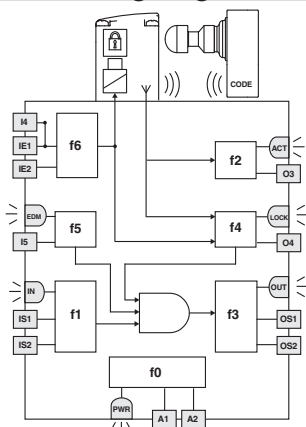 CODE
I4
IE1
IE2
f6
ACT
f2
O3
EDM
I5
f5
LOCK
f4
O4
IN
IS1
IS2
f1
OUT
f3
OS1
OS2
f0
PWR
A1
A2